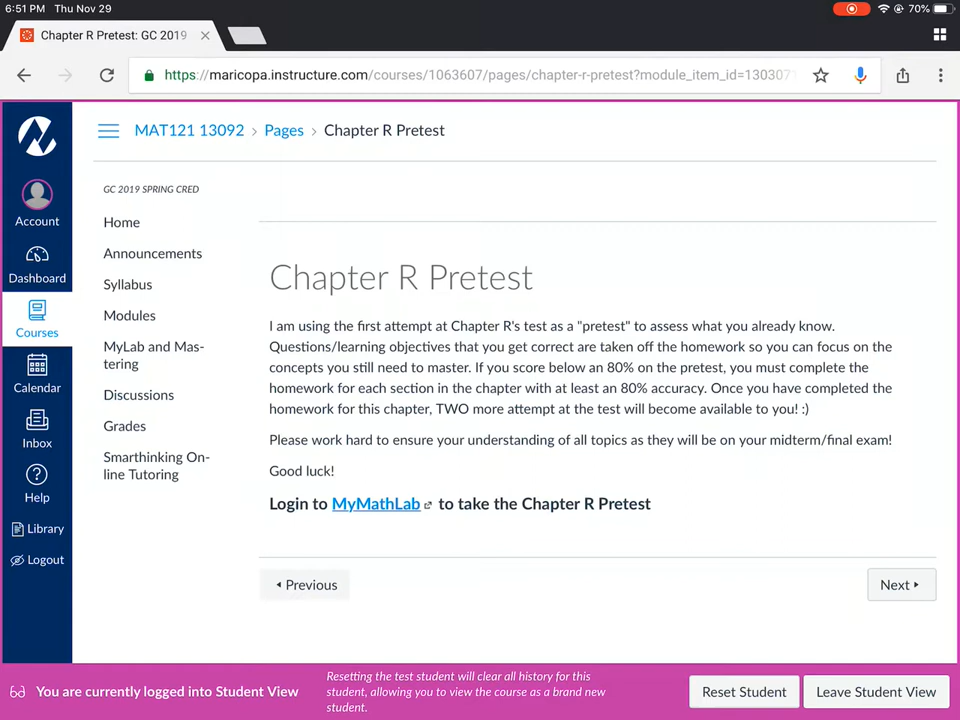 6:51 PM Thu Nov 29
70%
Chapter R Pretest: GC 2019
https://maricopa.instructure.com/courses/1063607/pages/chapter-r-pretest?module_item_id=1303077
MAT121 13092 > Pages > Chapter R Pretest
Account
Dashboard
Courses
Calendar
Inbox
Help
Library
Logout
GC 2019 SPRING CRED
Home
Announcements
Syllabus
Modules
MyLab and Mas-
tering
Discussions
Grades
Smarthinking On-
line Tutoring
Chapter R Pretest
I am using the first attempt at Chapter R's test as a "pretest" to assess what you already know.
Questions/learning objectives that you get correct are taken off the homework so you can focus on the
concepts you still need to master. If you score below an 80% on the pretest, you must complete the
homework for each section in the chapter with at least an 80% accuracy. Once you have completed the
homework for this chapter, TWO more attempt at the test will become available to you! :)
Please work hard to ensure your understanding of all topics as they will be on your midterm/final exam!
Good luck!
Login to MyMathLab to take the Chapter R Pretest
Previous
Next
You are currently logged into Student View
Resetting the test student will clear all history for this
student, allowing you to view the course as a brand new
student.
Reset Student
Leave Student View